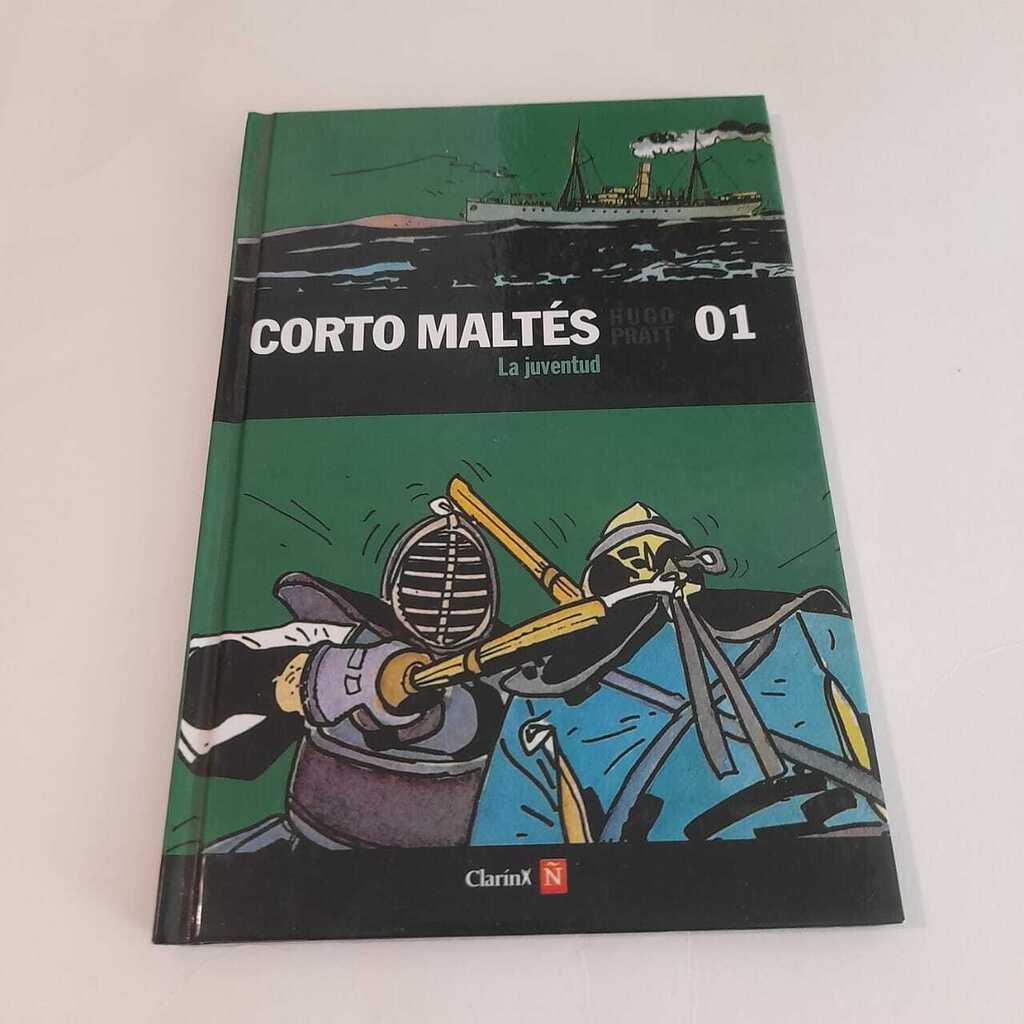 CORTO MALTÉS
HUGO
PRATT
01
La juventud
Clarín
Ñ